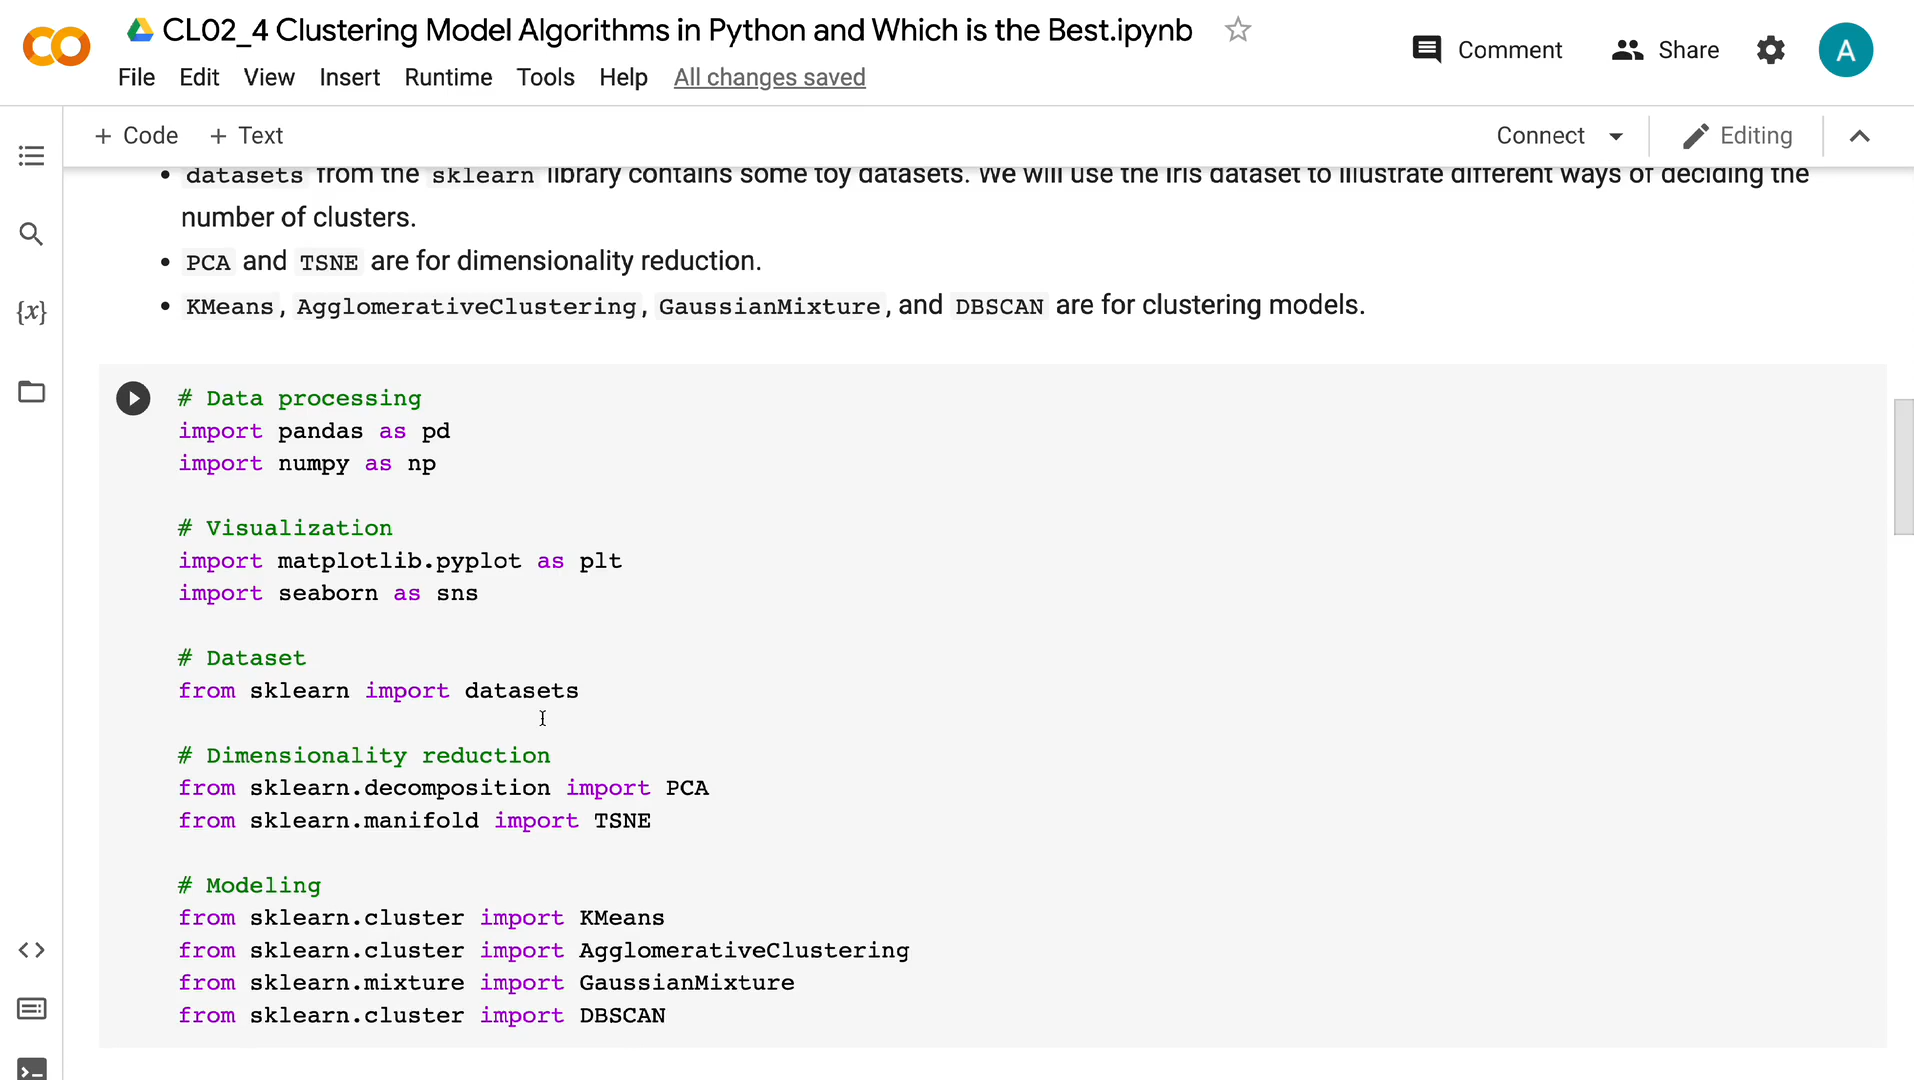 CL02_4 Clustering Model Algorithms in Python and Which is the Best.ipynb
File Edit View Insert Runtime Tools Help All changes saved
Comment Share A
+ Code + Text
Connect Editing
• datasets from the sklearn library contains some toy datasets. We will use the Iris dataset to illustrate different ways of deciding the
number of clusters.
• PCA and TSNE are for dimensionality reduction.
• KMeans, AgglomerativeClustering, GaussianMixture, and DBSCAN are for clustering models.
{x}
# Data processing
import pandas as pd
import numpy as np
# Visualization
import matplotlib.pyplot as plt
import seaborn as sns
# Dataset
from sklearn import datasets
# Dimensionality reduction
from sklearn.decomposition import PCA
from sklearn.manifold import TSNE
# Modeling
from sklearn.cluster import KMeans
from sklearn.cluster import AgglomerativeClustering
from sklearn.mixture import GaussianMixture
from sklearn.cluster import DBSCAN